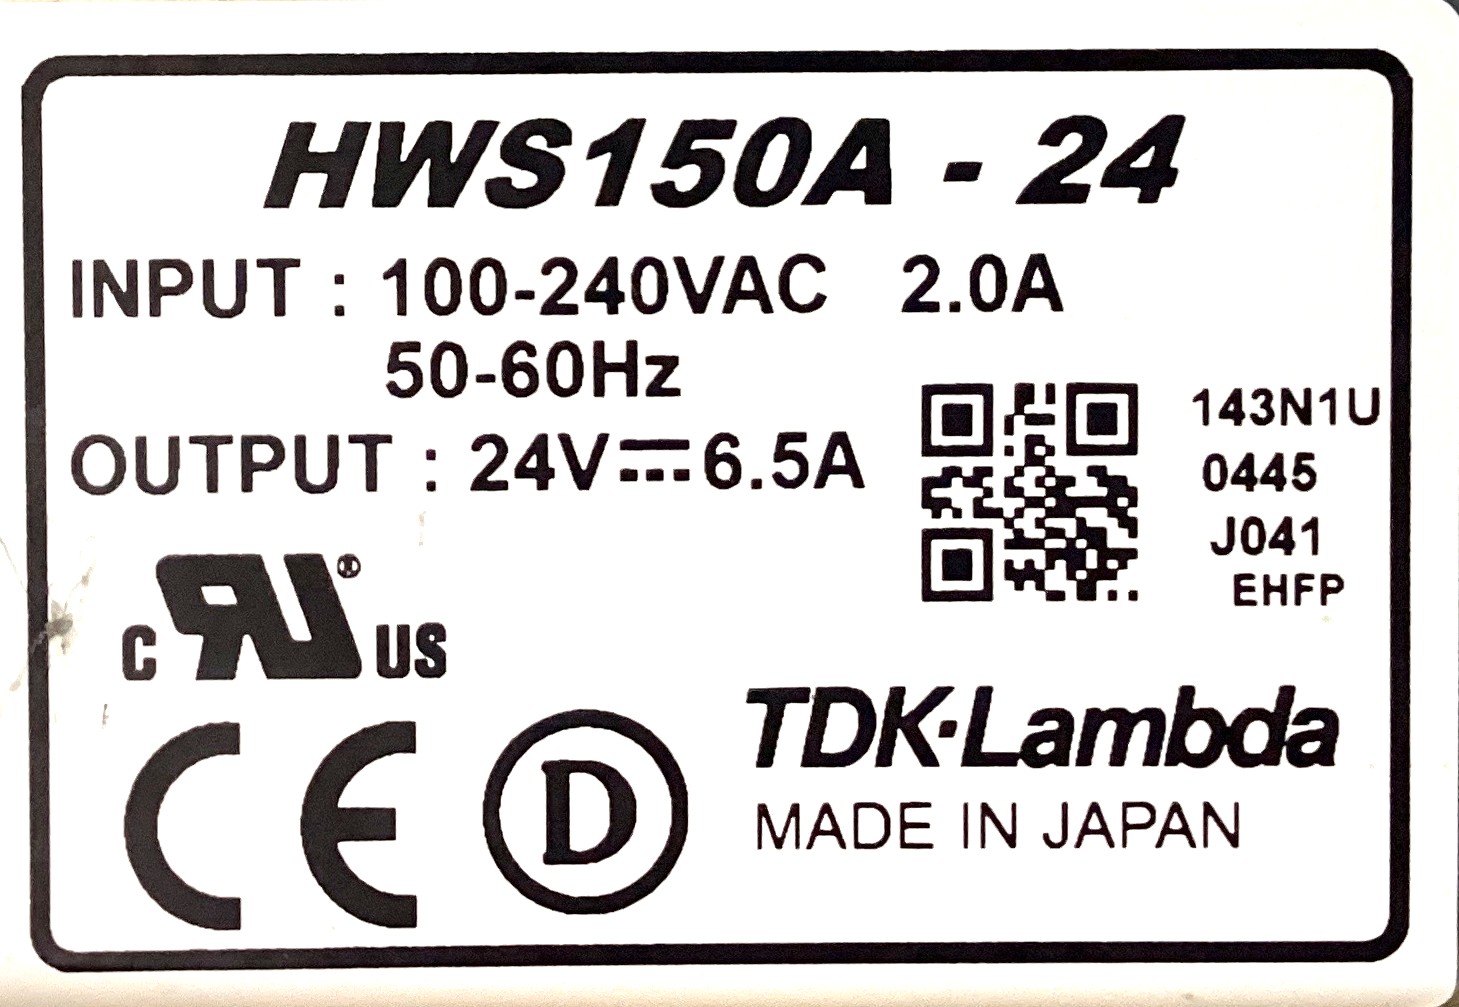 HWS150A - 24
INPUT : 100-240VAC 2.0A
50-60Hz
OUTPUT : 24V⎓6.5A
143N1U
0445
J041
EHFP
C RU® US
CE
D
TDK·Lambda
MADE IN JAPAN